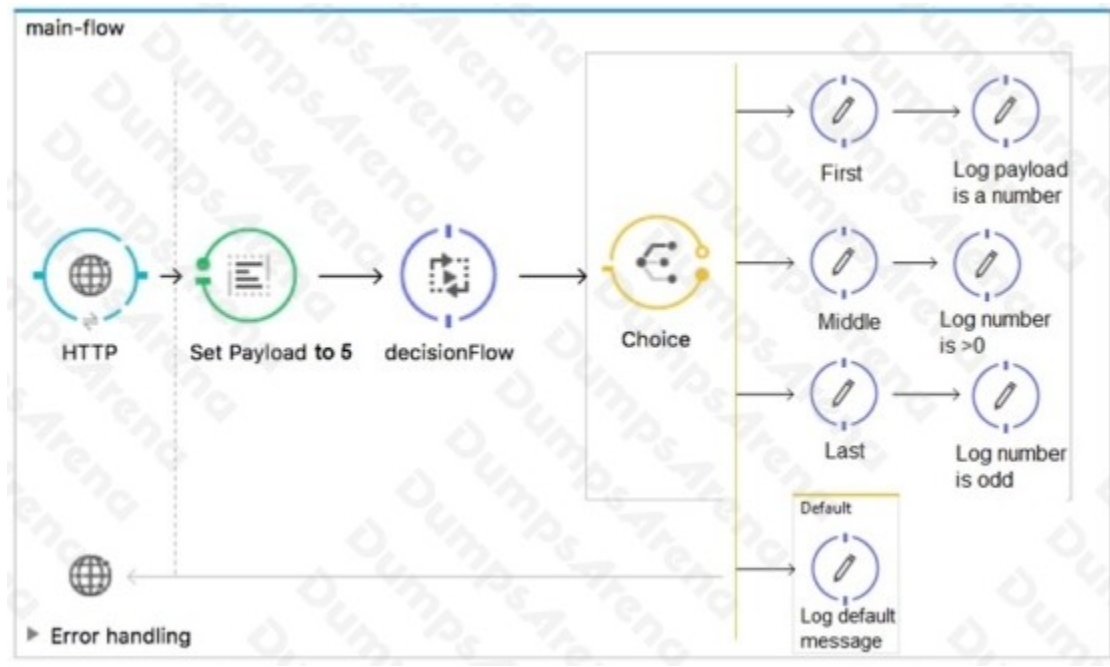 main-flow
First
Log payload
is a number
HTTP
Set Payload to 5
decisionFlow
Choice
Middle
Log number
is >0
Last
Log number
is odd
Default
Log default
message
Error handling
DumpsArena